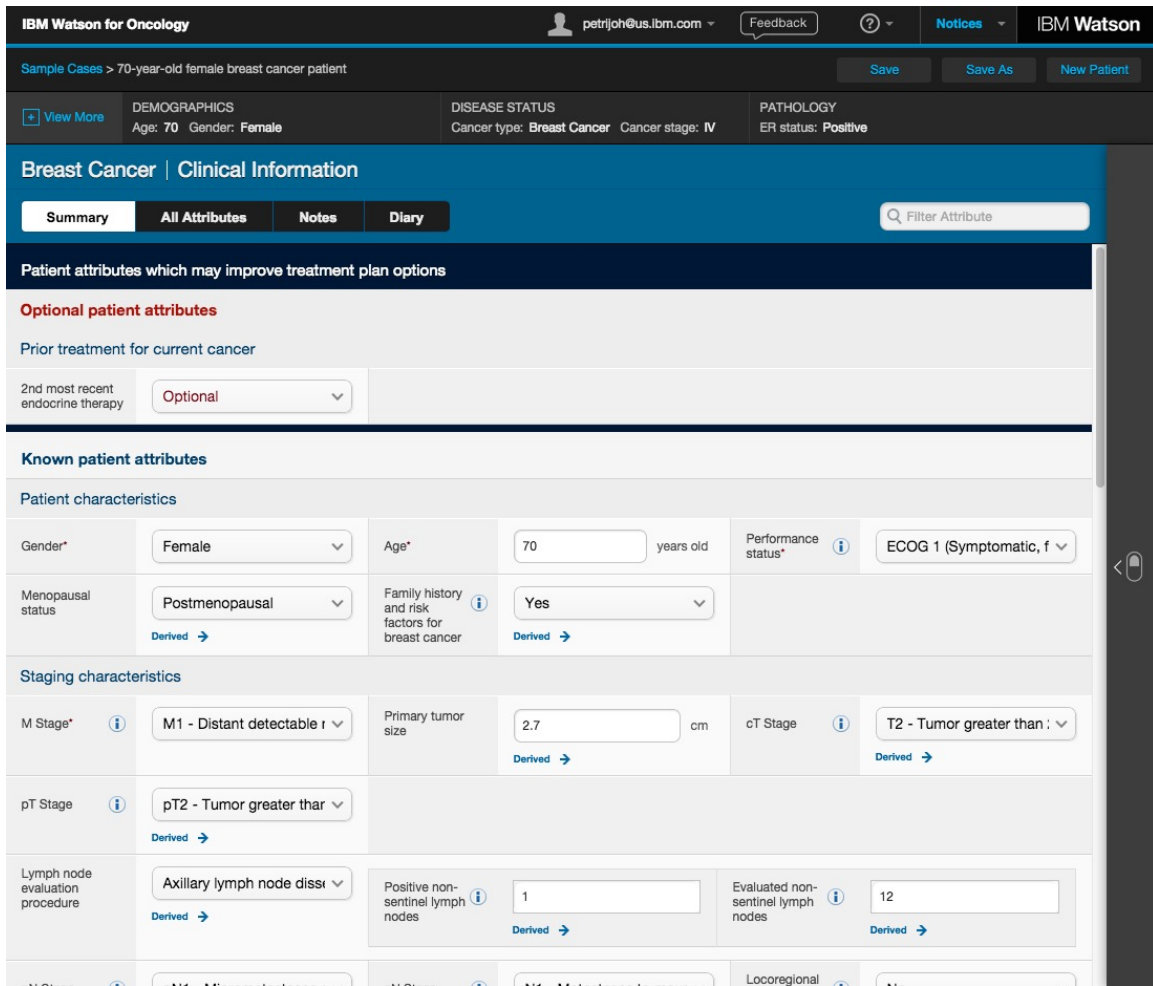 IBM Watson for Oncology
petrijoh@us.ibm.com
Feedback
?
Notices
IBM Watson
Sample Cases > 70-year-old female breast cancer patient
Save
Save As
New Patient
+ View More
DEMOGRAPHICS
Age: 70 Gender: Female
DISEASE STATUS
Cancer type: Breast Cancer Cancer stage: IV
PATHOLOGY
ER status: Positive
Breast Cancer | Clinical Information
Summary
All Attributes
Notes
Diary
Filter Attribute
Patient attributes which may improve treatment plan options
Optional patient attributes
Prior treatment for current cancer
2nd most recent
endocrine therapy
Optional
Known patient attributes
Patient characteristics
Gender*
Female
Age*
70
years old
Performance
status*
ECOG 1 (Symptomatic, f
Menopausal
status
Postmenopausal
Derived →
Family history
and risk
factors for
breast cancer
Yes
Derived →
Staging characteristics
M Stage*
M1 - Distant detectable
Primary tumor
size
2.7
cm
Derived →
cT Stage
T2 - Tumor greater than
Derived →
pT Stage
pT2 - Tumor greater than
Derived →
Lymph node
evaluation
procedure
Axillary lymph node disse
Derived →
Positive non-
sentinel lymph
nodes
1
Derived →
Evaluated non-
sentinel lymph
nodes
12
Derived →
Locoregional